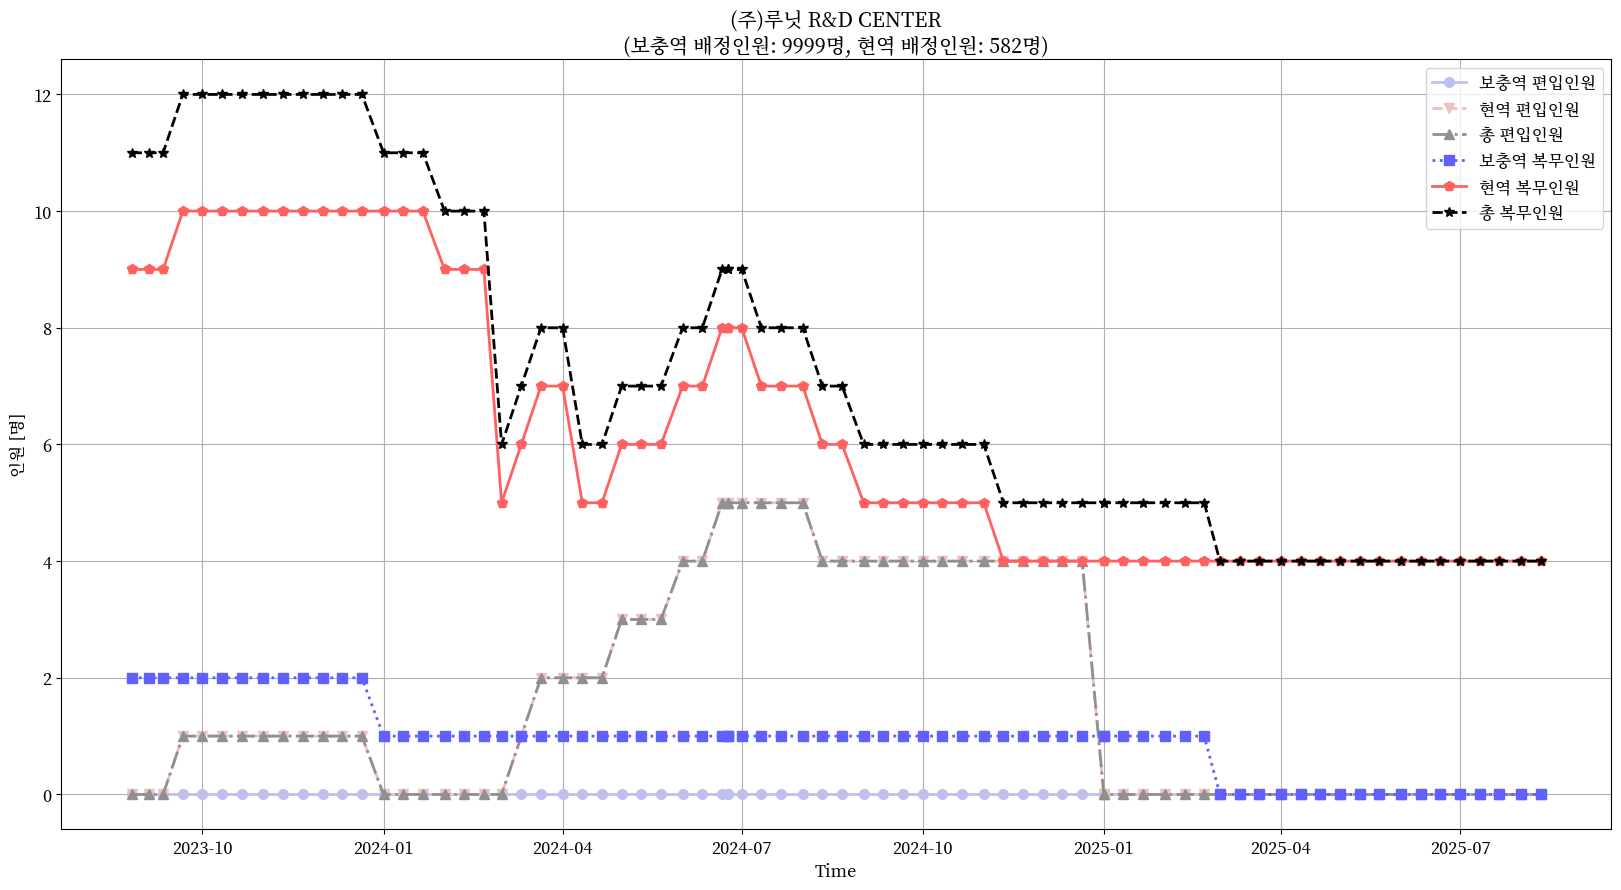 (주)루닛 R&D CENTER
(보충역 배정인원: 9999명, 현역 배정인원: 582명)
보충역 편입인원
현역 편입인원
총 편입인원
보충역 복무인원
현역 복무인원
총 복무인원
인원 [명]
12
10
8
6
4
2
0
2023-10
2024-01
2024-04
2024-07
2024-10
2025-01
2025-04
2025-07
Time